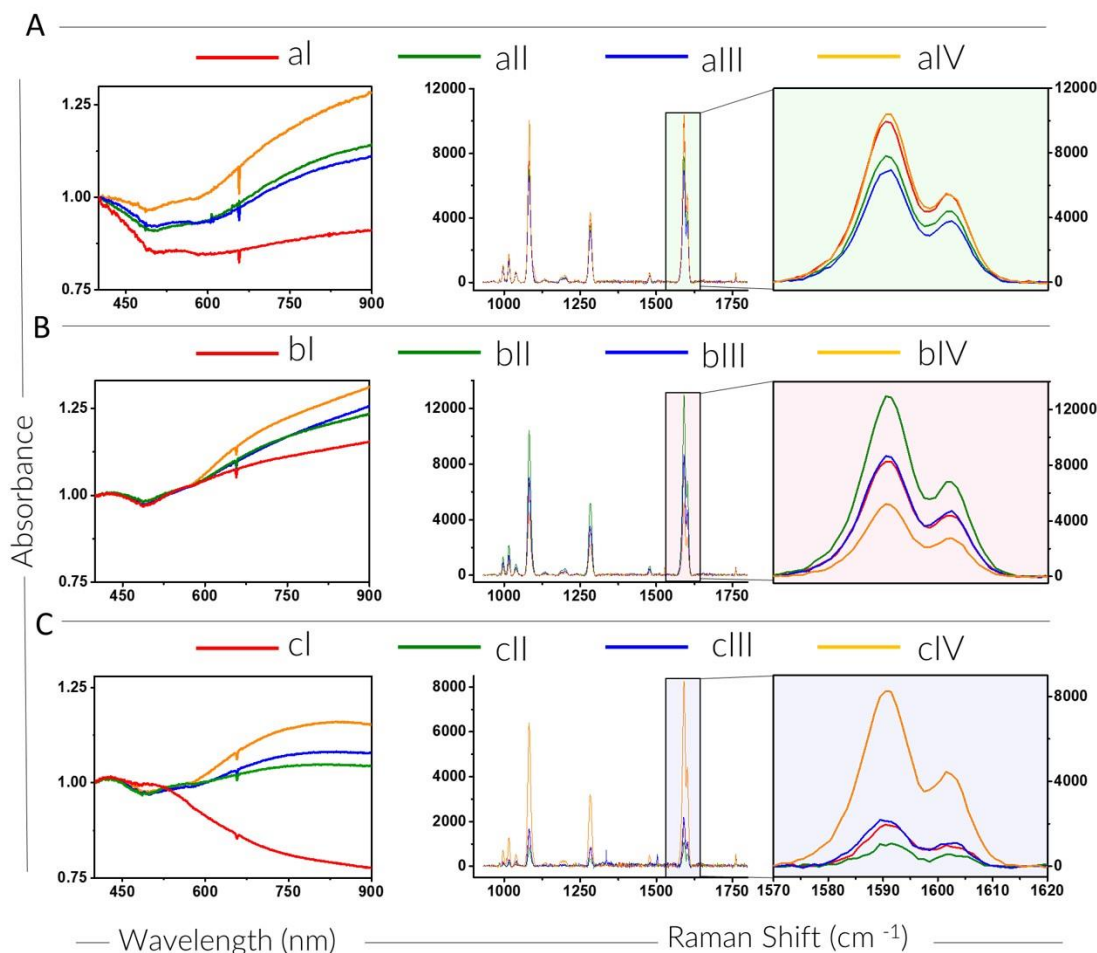 A
aI aII aIII aIV
1.25
1.00
0.75
450 600 750 900
12000
8000
4000
0
1000 1250 1500 1750
12000
8000
4000
0
B
bI bII bIII bIV
1.25
1.00
0.75
450 600 750 900
12000
8000
4000
0
1000 1250 1500 1750
12000
8000
4000
0
C
cI cII cIII cIV
1.25
1.00
0.75
450 600 750 900
8000
6000
4000
2000
0
1000 1250 1500 1750
8000
4000
0
1570 1580 1590 1600 1610 1620
Absorbance
Wavelength (nm) Raman Shift (cm -1)